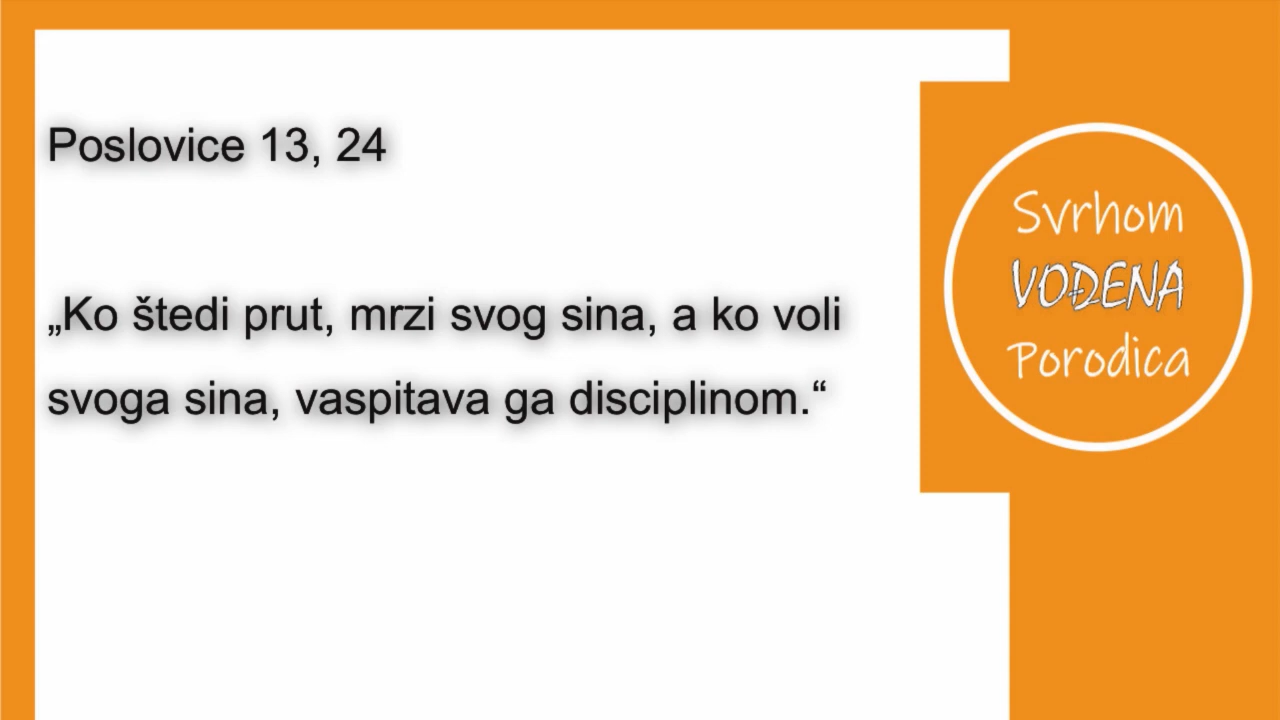 Poslovice 13, 24
„Ko štedi prut, mrzi svog sina, a ko voli
svoga sina, vaspitava ga disciplinom.“
Svrhom
VOĐENA
Porodica